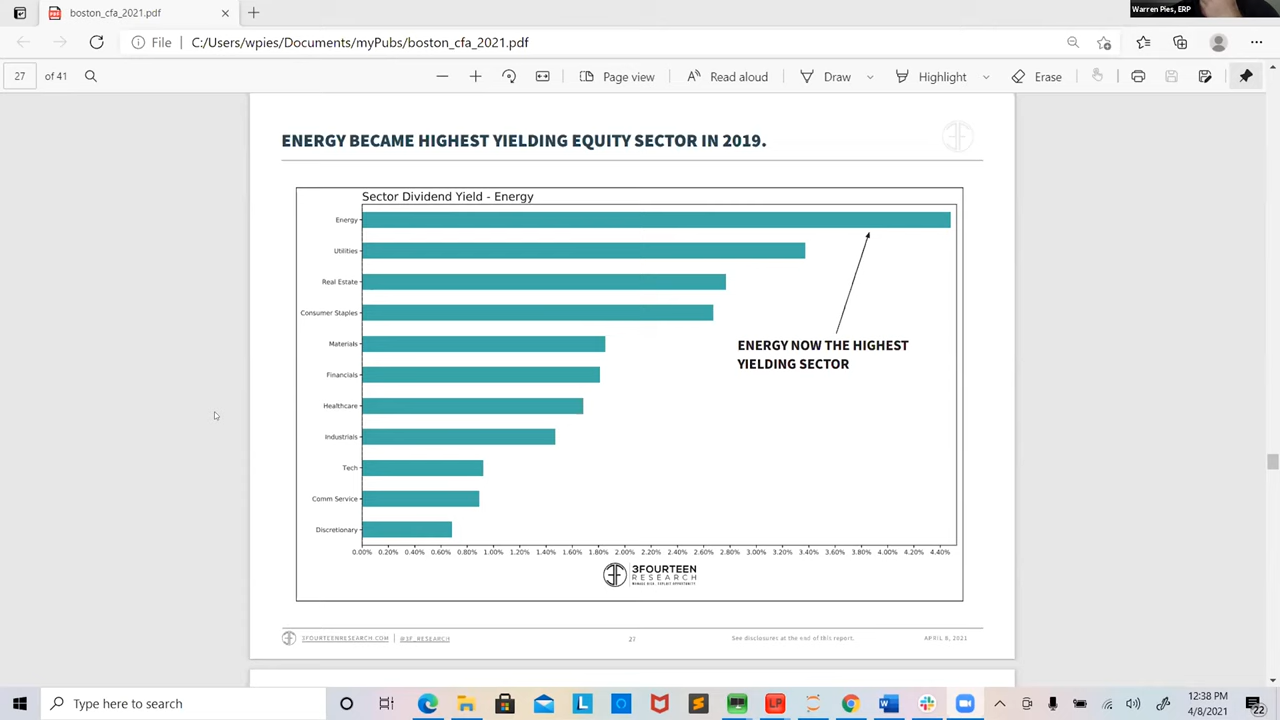 boston_cfa_2021.pdf
Warren Pies, ERP
File
C:/Users/wpies/Documents/myPubs/boston_cfa_2021.pdf
27 of 41
Page view
Read aloud
Draw
Highlight
Erase
ENERGY BECAME HIGHEST YIELDING EQUITY SECTOR IN 2019.
Sector Dividend Yield - Energy
Energy
Utilities
Real Estate
Consumer Staples
ENERGY NOW THE HIGHEST
YIELDING SECTOR
Materials
Financials
Healthcare
Industrials
Tech
Comm Service
Discretionary
0.00% 0.20% 0.40% 0.60% 0.80% 1.00% 1.20% 1.40% 1.60% 1.80% 2.00% 2.20% 2.40% 2.60% 2.80% 3.00% 3.20% 3.40% 3.60% 3.80% 4.00% 4.20% 4.40%
3FOURTEEN
RESEARCH
3FOURTEENRESEARCH.COM | @3F_RESEARCH
27
See disclosures at the end of this report.
APRIL 8, 2021
Type here to search
12:38 PM
4/8/2021
22